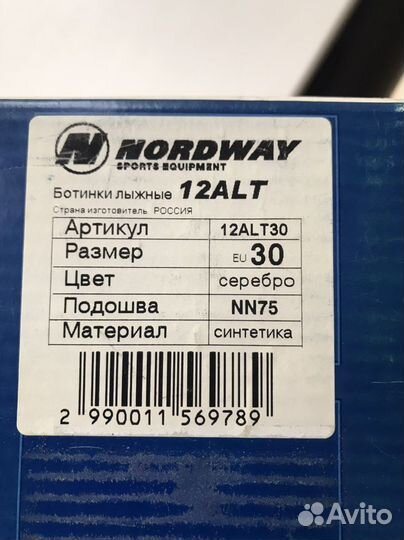 NORDWAY
SPORTS EQUIPMENT
Ботинки лыжные 12ALT
Страна изготовитель РОССИЯ
Артикул 12ALT30
Размер EU 30
Цвет серебро
Подошва NN75
Материал синтетика
2 990011 569789
Avito